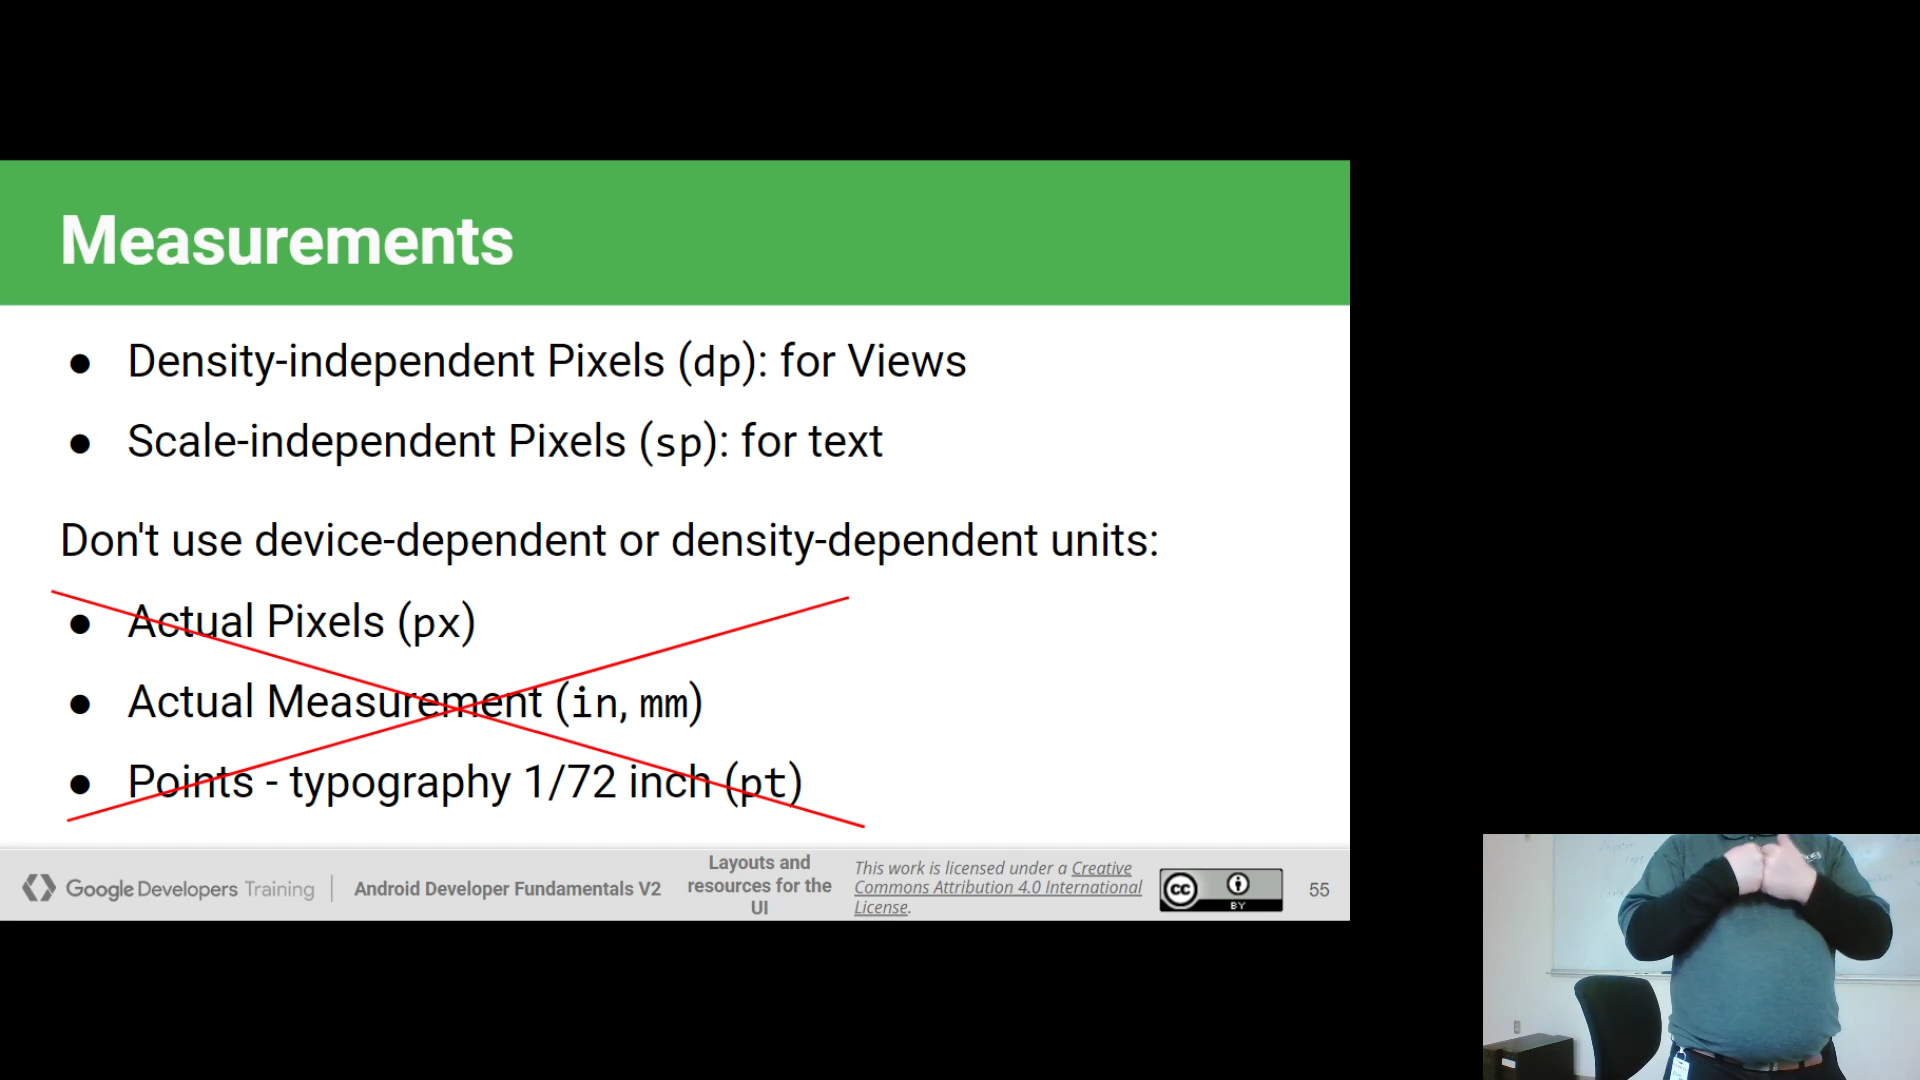 Measurements
● Density-independent Pixels (dp): for Views
● Scale-independent Pixels (sp): for text
Don't use device-dependent or density-dependent units:
● Actual Pixels (px)
● Actual Measurement (in, mm)
● Points - typography 1/72 inch (pt)
Google Developers Training
Android Developer Fundamentals V2
Layouts and
resources for the
UI
This work is licensed under a Creative
Commons Attribution 4.0 International
License.
cc
BY
55